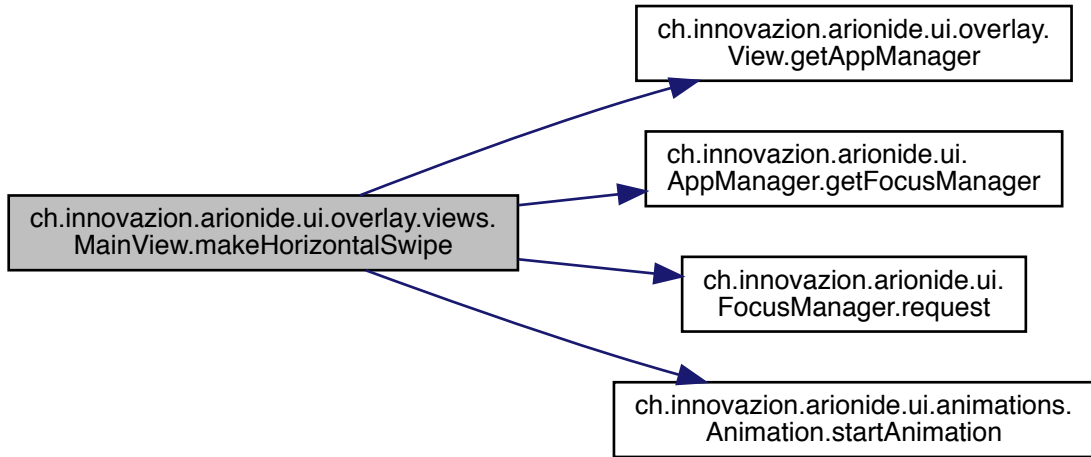 ch.innovazion.arionide.ui.overlay.views.
MainView.makeHorizontalSwipe
ch.innovazion.arionide.ui.overlay.
View.getAppManager
ch.innovazion.arionide.ui.
AppManager.getFocusManager
ch.innovazion.arionide.ui.
FocusManager.request
ch.innovazion.arionide.ui.animations.
Animation.startAnimation